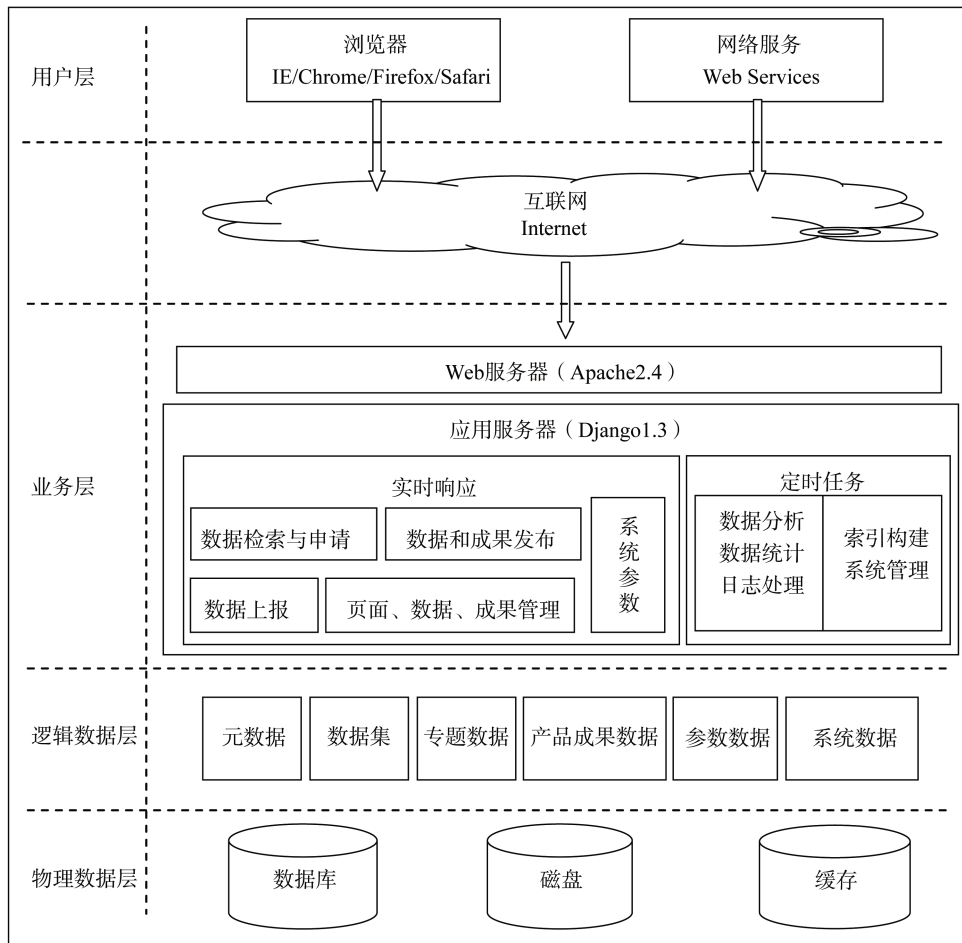 用户层
浏览器
IE/Chrome/Firefox/Safari
网络服务
Web Services
互联网
Internet
业务层
Web服务器（Apache2.4）
应用服务器（Django1.3）
实时响应
数据检索与申请
数据和成果发布
数据上报
页面、数据、成果管理
系
统
参
数
定时任务
数据分析
数据统计
日志处理
索引构建
系统管理
逻辑数据层
元数据
数据集
专题数据
产品成果数据
参数数据
系统数据
物理数据层
数据库
磁盘
缓存